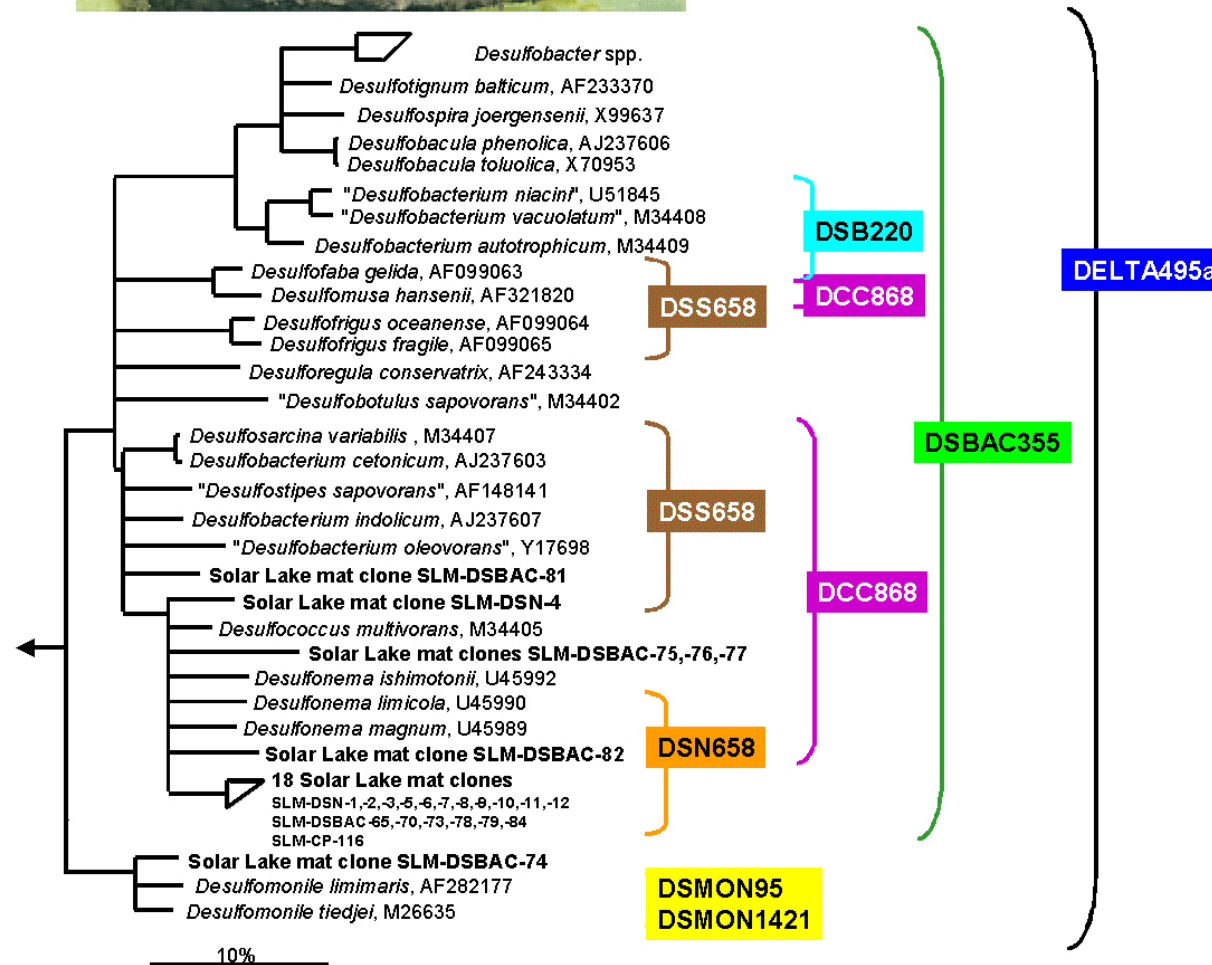 Desulfobacter spp.
Desulfotignum balticum, AF233370
Desulfospira joergensenii, X99637
Desulfobacula phenolica, AJ237606
Desulfobacula toluolica, X70953
"Desulfobacterium niacini", U51845
"Desulfobacterium vacuolatum", M34408
DSB220
Desulfobacterium autotrophicum, M34409
Desulfofaba gelida, AF099063
DELTA495a
Desulfomusa hansenii, AF321820
DSS658
DCC868
Desulfofrigus oceanense, AF099064
Desulfofrigus fragile, AF099065
Desulforegula conservatrix, AF243334
"Desulfobotulus sapovorans", M34402
Desulfosarcina variabilis , M34407
DSBAC355
Desulfobacterium cetonicum, AJ237603
"Desulfostipes sapovorans", AF148141
DSS658
Desulfobacterium indolicum, AJ237607
"Desulfobacterium oleovorans", Y17698
Solar Lake mat clone SLM-DSBAC-81
DCC868
Solar Lake mat clone SLM-DSN-4
Desulfococcus multivorans, M34405
Solar Lake mat clones SLM-DSBAC-75,-76,-77
Desulfonema ishimotonii, U45992
Desulfonema limicola, U45990
Desulfonema magnum, U45989
DSN658
Solar Lake mat clone SLM-DSBAC-82
18 Solar Lake mat clones
SLM-DSN-1,-2,-3,-5,-6,-7,-8,-9,-10,-11,-12
SLM-DSBAC-65,-70,-73,-78,-79,-84
SLM-CP-116
Solar Lake mat clone SLM-DSBAC-74
Desulfomonile limimaris, AF282177
DSMON95
Desulfomonile tiedjei, M26635
DSMON1421
10%